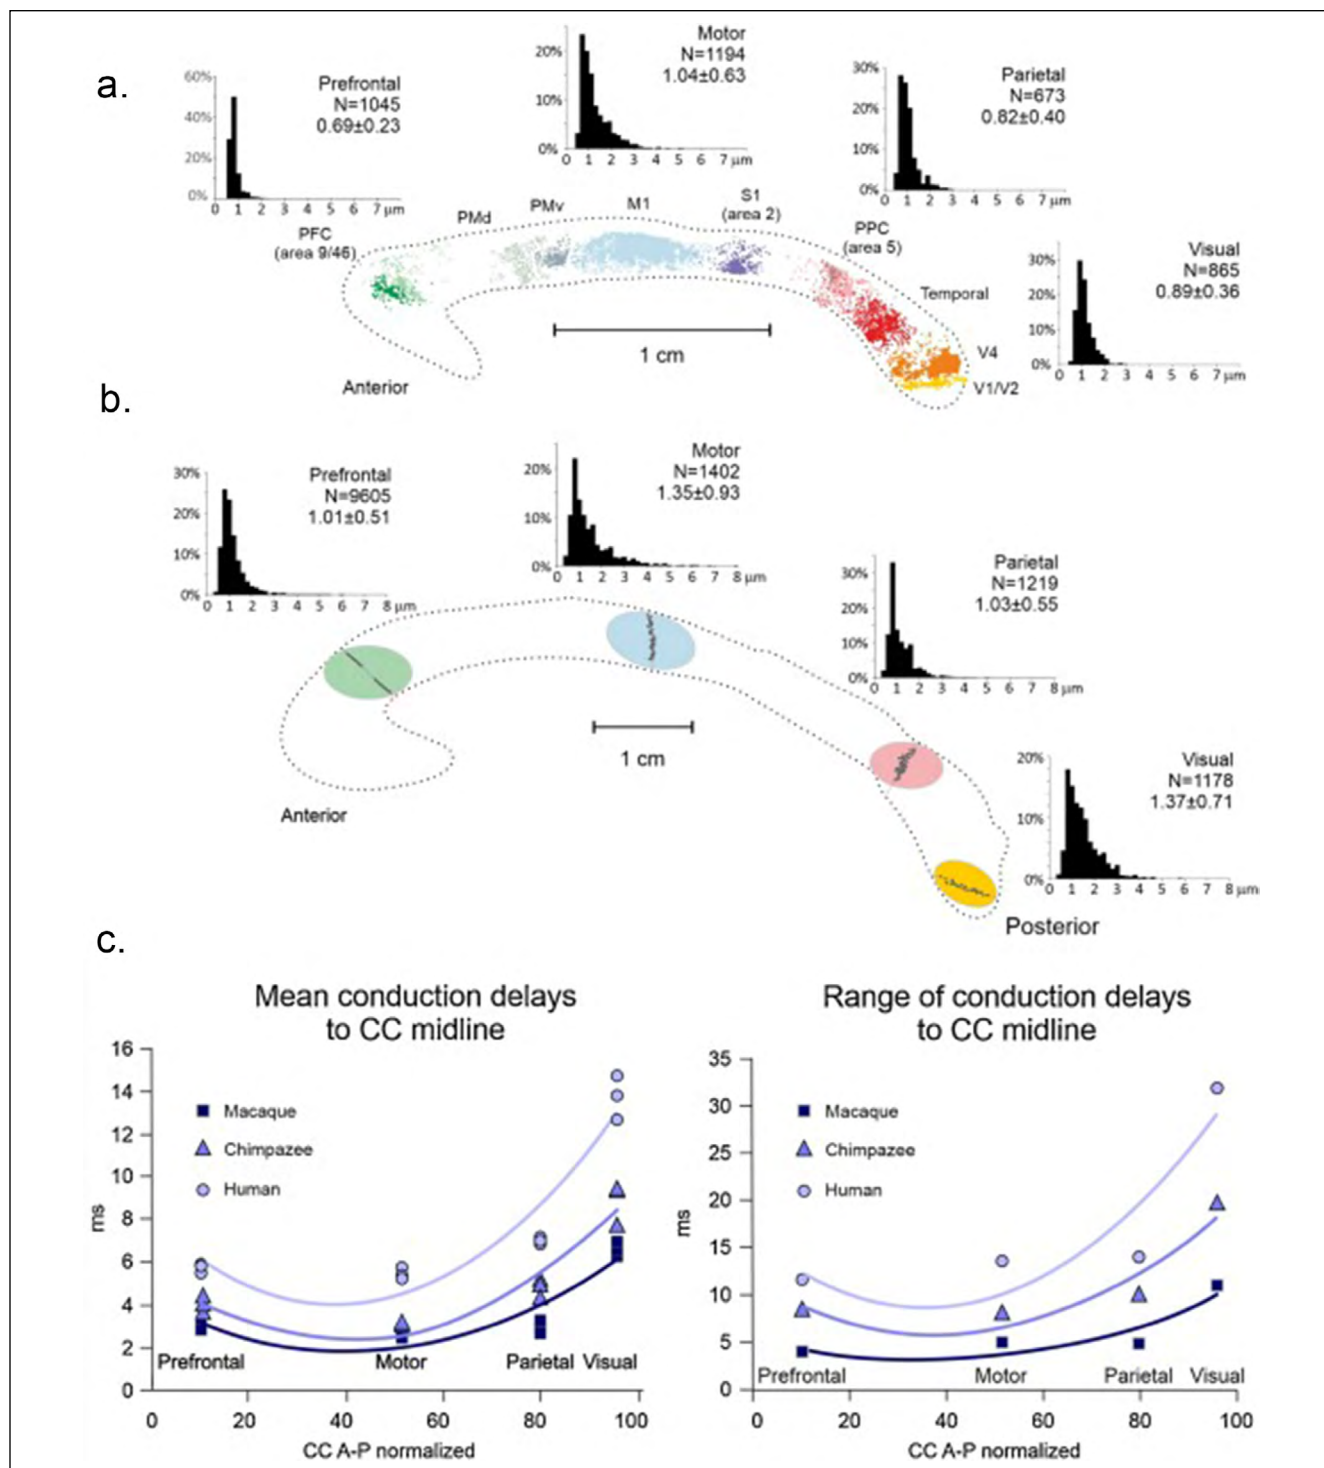 a.
Prefrontal
N=1045
0.69±0.23
60%
40%
20%
0%
0 1 2 3 4 5 6 7 μm
Motor
N=1194
1.04±0.63
20%
10%
0%
0 1 2 3 4 5 6 7 μm
Parietal
N=673
0.82±0.40
30%
20%
10%
0%
0 1 2 3 4 5 6 7 8 μm
PFC
(area 9/46)
PMd
PMv
M1
S1
(area 2)
PPC
(area 5)
Temporal
V4
V1/V2
Visual
N=865
0.89±0.36
30%
20%
10%
0%
0 1 2 3 4 5 6 7 μm
1 cm
Anterior
b.
Prefrontal
N=9605
1.01±0.51
30%
20%
10%
0%
0 1 2 3 4 5 6 7 8 μm
Motor
N=1402
1.35±0.93
20%
10%
0%
0 1 2 3 4 5 6 7 8 μm
Parietal
N=1219
1.03±0.55
30%
20%
10%
0%
0 1 2 3 4 5 6 7 8 μm
Visual
N=1178
1.37±0.71
20%
10%
0%
0 1 2 3 4 5 6 7 8 μm
1 cm
Anterior
Posterior
c.
Mean conduction delays
to CC midline
16
14
12
10
8
6
4
2
0
ms
Macaque
Chimpazee
Human
Prefrontal Motor Parietal Visual
0 20 40 60 80 100
CC A-P normalized
Range of conduction delays
to CC midline
35
30
25
20
15
10
5
0
ms
Macaque
Chimpazee
Human
Prefrontal Motor Parietal Visual
0 20 40 60 80 100
CC A-P normalized